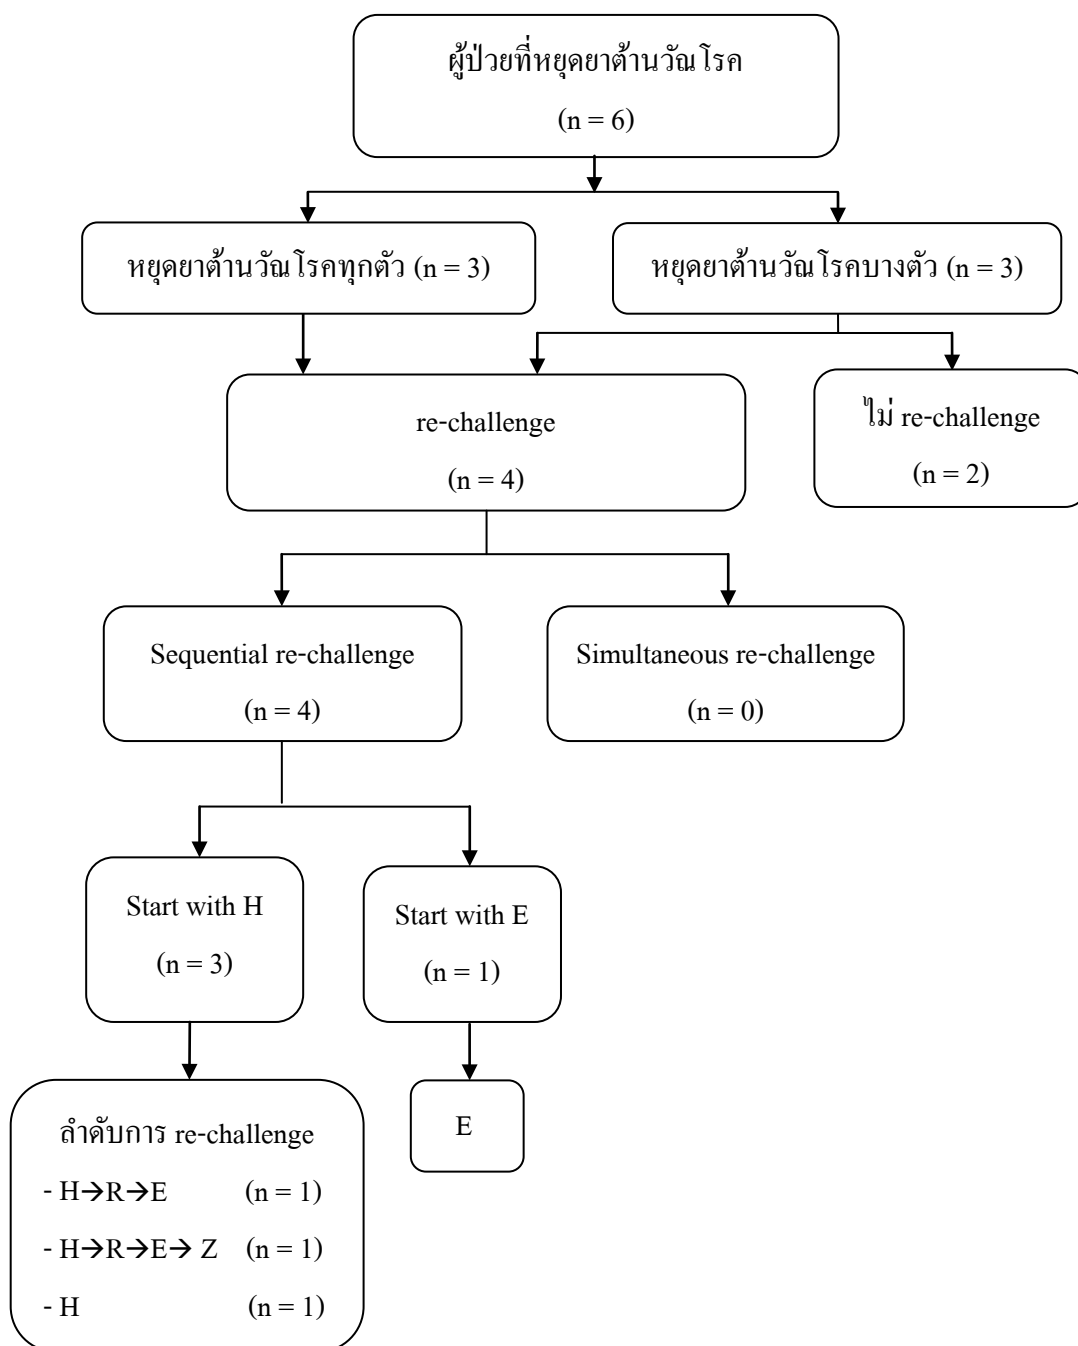 ผู้ป่วยที่หยุดยาต้านวัณโรค
(n = 6)
หยุดยาต้านวัณโรคทุกตัว (n = 3)
หยุดยาต้านวัณโรคบางตัว (n = 3)
re-challenge
(n = 4)
ไม่ re-challenge
(n = 2)
Sequential re-challenge
(n = 4)
Simultaneous re-challenge
(n = 0)
Start with H
(n = 3)
Start with E
(n = 1)
ลำดับการ re-challenge
- H→R→E (n = 1)
- H→R→E→ Z (n = 1)
- H (n = 1)
E